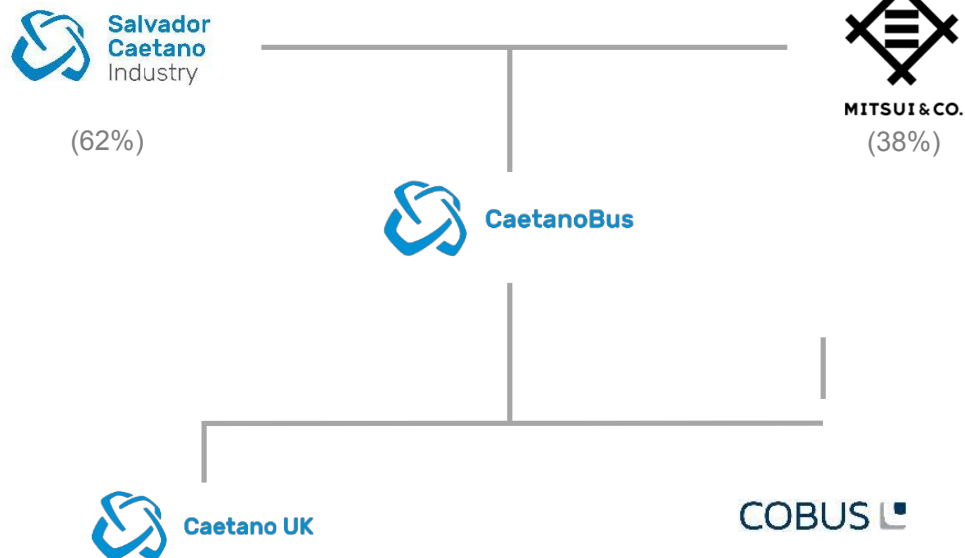 Salvador
Caetano
Industry
MITSUI & CO.
(62%)
(38%)
CaetanoBus
Caetano UK
COBUS